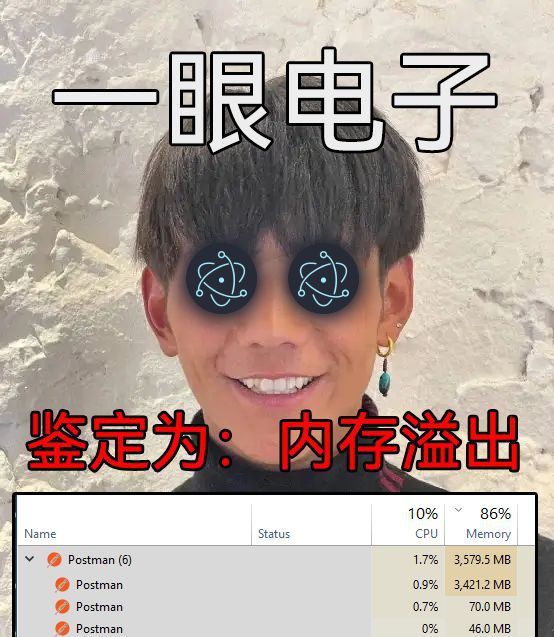 一眼电子
鉴定为：内存溢出
10% 86%
Name Status CPU Memory
Postman (6) 1.7% 3,579.5 MB
Postman 0.9% 3,421.2 MB
Postman 0.7% 70.0 MB
Postman 0% 46.0 MB